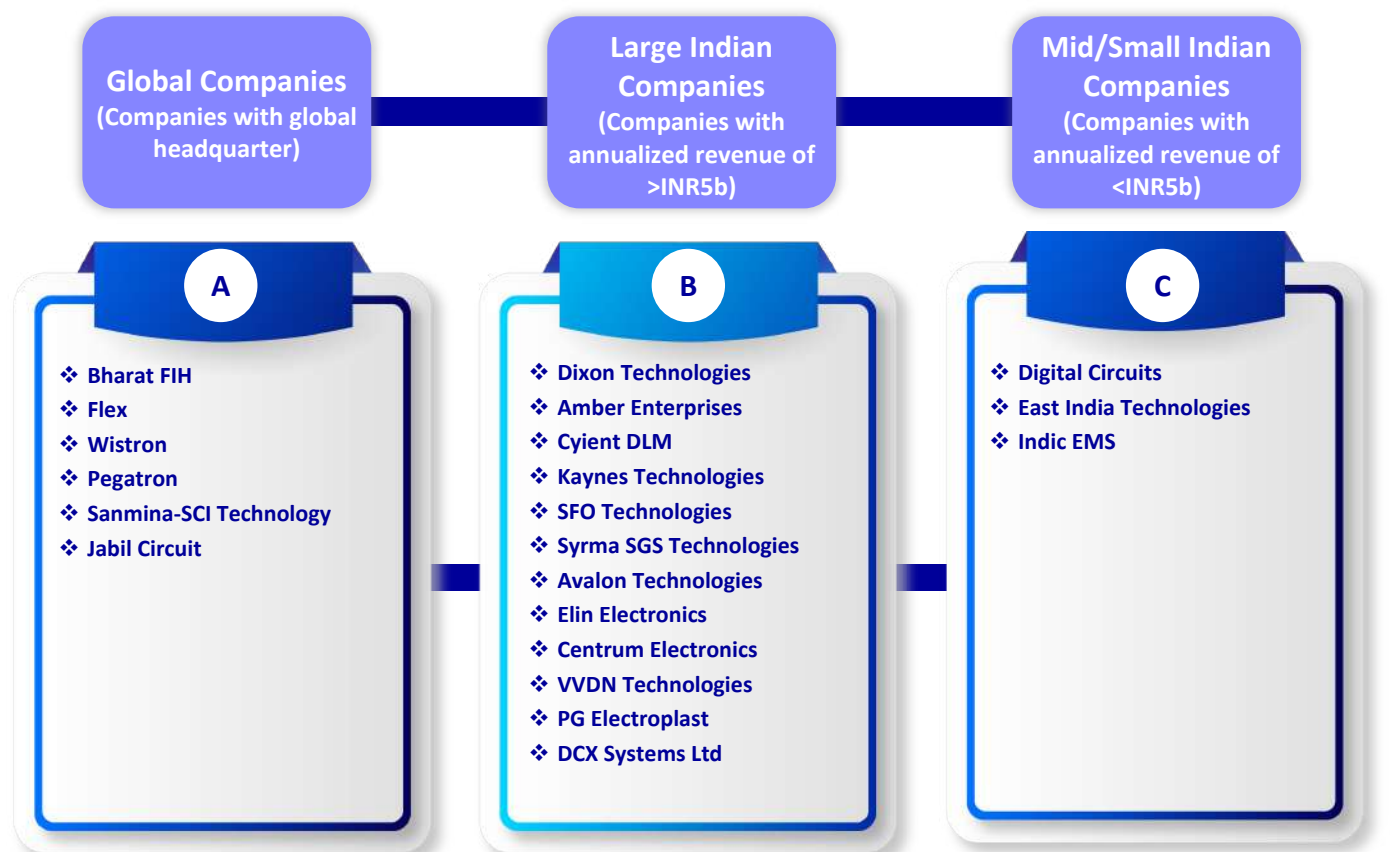 Global Companies
(Companies with global
headquarter)
Large Indian
Companies
(Companies with
annualized revenue of
>INR5b)
Mid/Small Indian
Companies
(Companies with
annualized revenue of
<INR5b)
A
❖ Bharat FIH
❖ Flex
❖ Wistron
❖ Pegatron
❖ Sanmina-SCI Technology
❖ Jabil Circuit
B
❖ Dixon Technologies
❖ Amber Enterprises
❖ Cyient DLM
❖ Kaynes Technologies
❖ SFO Technologies
❖ Syrma SGS Technologies
❖ Avalon Technologies
❖ Elin Electronics
❖ Centrum Electronics
❖ VVDN Technologies
❖ PG Electroplast
❖ DCX Systems Ltd
C
❖ Digital Circuits
❖ East India Technologies
❖ Indic EMS